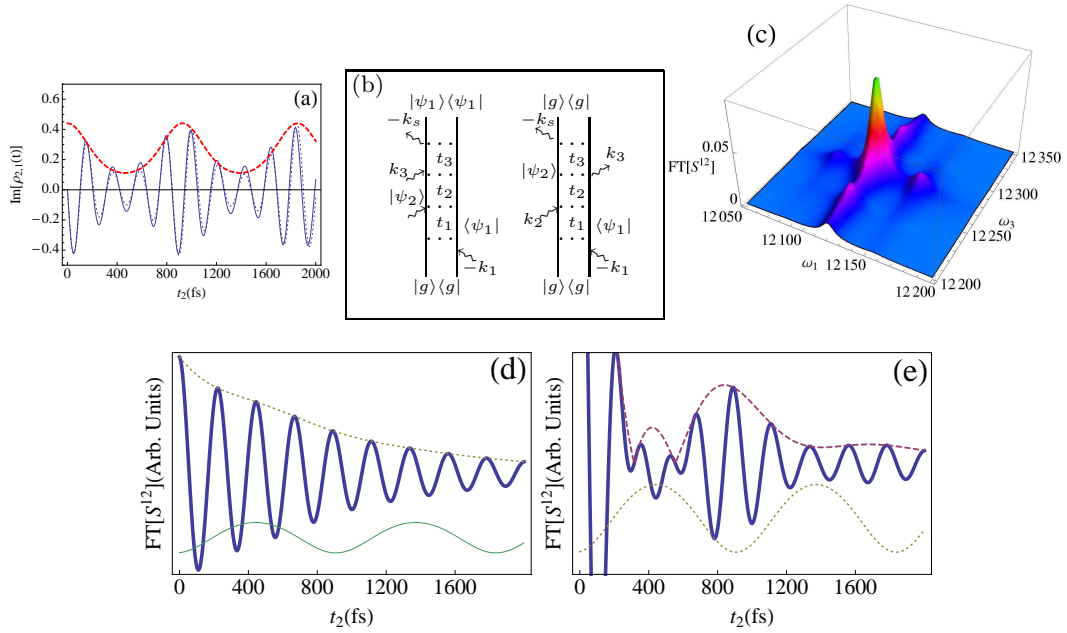 (a)
0.6
0.4
0.2
0.0
-0.2
-0.4
Im[ρ2,1(t)]
0 400 800 1200 1600 2000
t2(fs)
(b)
|ψ1⟩⟨ψ1|
−ks
t3
k3
t2
|ψ2⟩
t1
⟨ψ1|
−k1
|g⟩⟨g|
|g⟩⟨g|
−ks
k3
t3
|ψ2⟩
t2
k2
t1
⟨ψ1|
−k1
|g⟩⟨g|
(c)
FT[S12]
0.05
0
12 050
12 100
12 150
12 200
ω1
12 350
12 300
12 250
12 200
ω3
(d)
FT[S12](Arb. Units)
0 400 800 1200 1600
t2(fs)
(e)
FT[S12](Arb. Units)
0 400 800 1200 1600
t2(fs)